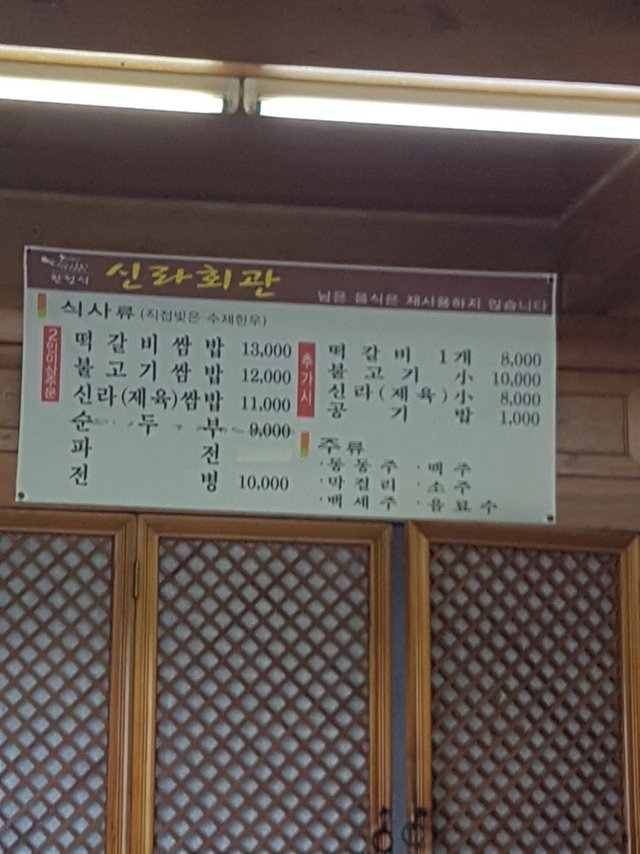 신라회관
남은 음식은 재사용하지 않습니다
식사류 (직접빚은 수제한우)
2인이상주문
떡갈비쌈밥 13,000
불고기쌈밥 12,000
신라(제육)쌈밥 11,000
순두부 9,000
파전
전병 10,000
추가시
떡갈비 1개 8,000
불고기 小 10,000
신라(제육)小 8,000
공기밥 1,000
주류
·동동주 ·맥주
·막걸리 ·소주
·백세주 ·음료수